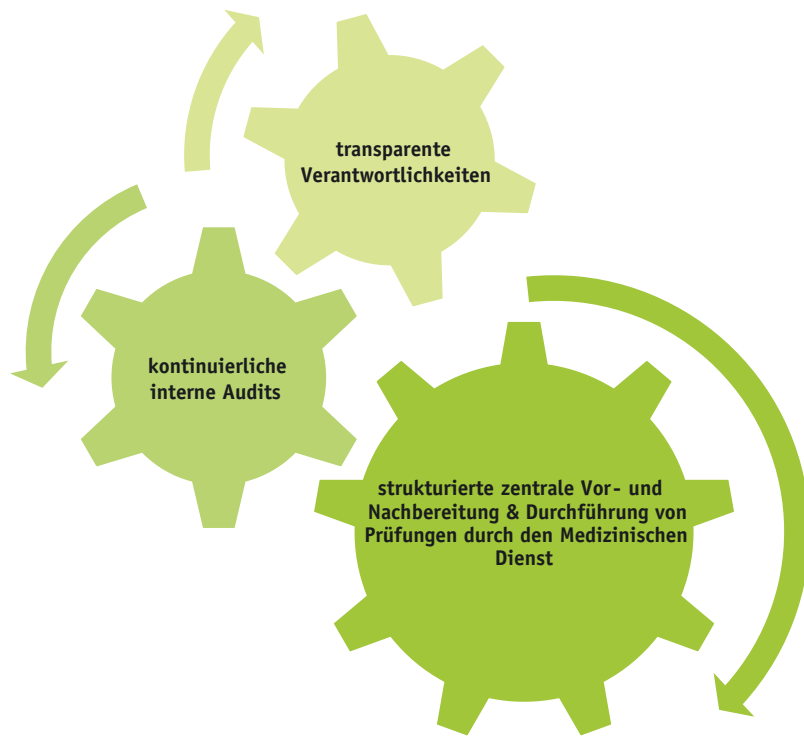 transparente
Verantwortlichkeiten
kontinuierliche
interne Audits
strukturierte zentrale Vor- und
Nachbereitung & Durchführung von
Prüfungen durch den Medizinischen
Dienst